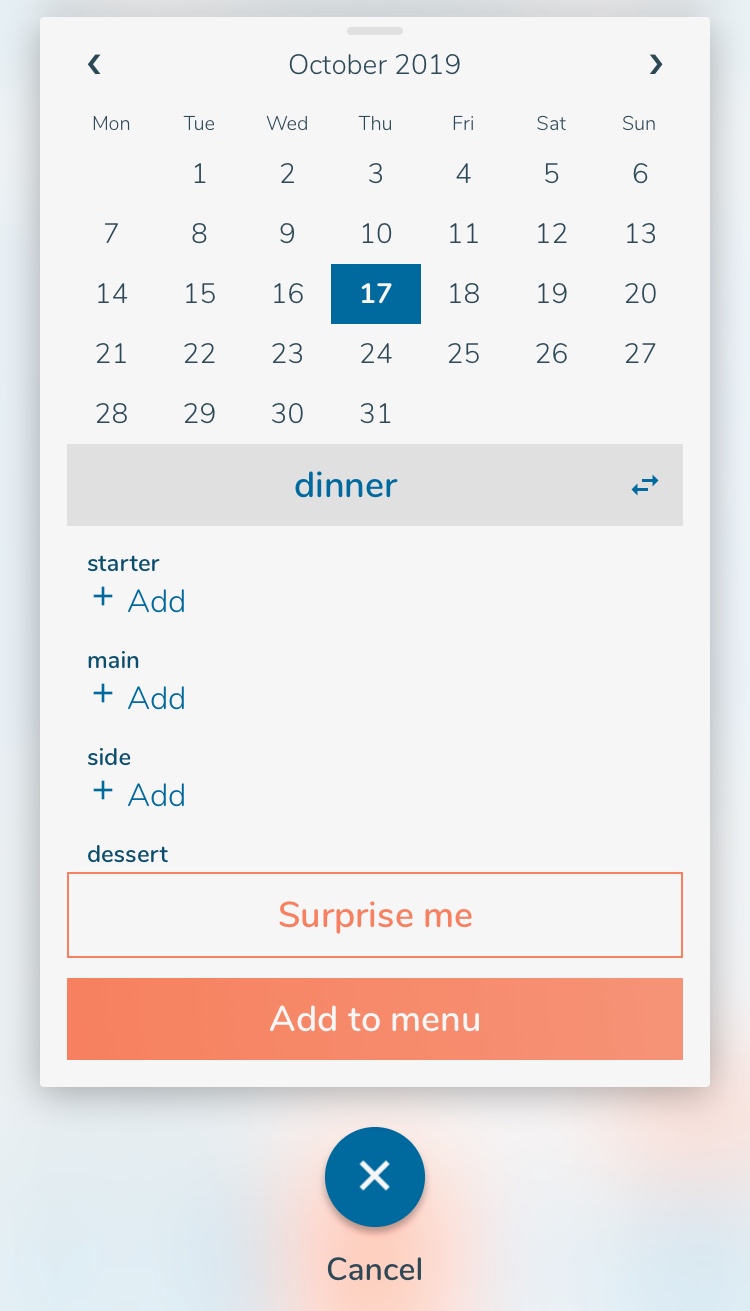 October 2019
Mon Tue Wed Thu Fri Sat Sun
1 2 3 4 5 6
7 8 9 10 11 12 13
14 15 16 17 18 19 20
21 22 23 24 25 26 27
28 29 30 31
dinner
starter
+ Add
main
+ Add
side
+ Add
dessert
Surprise me
Add to menu
Cancel